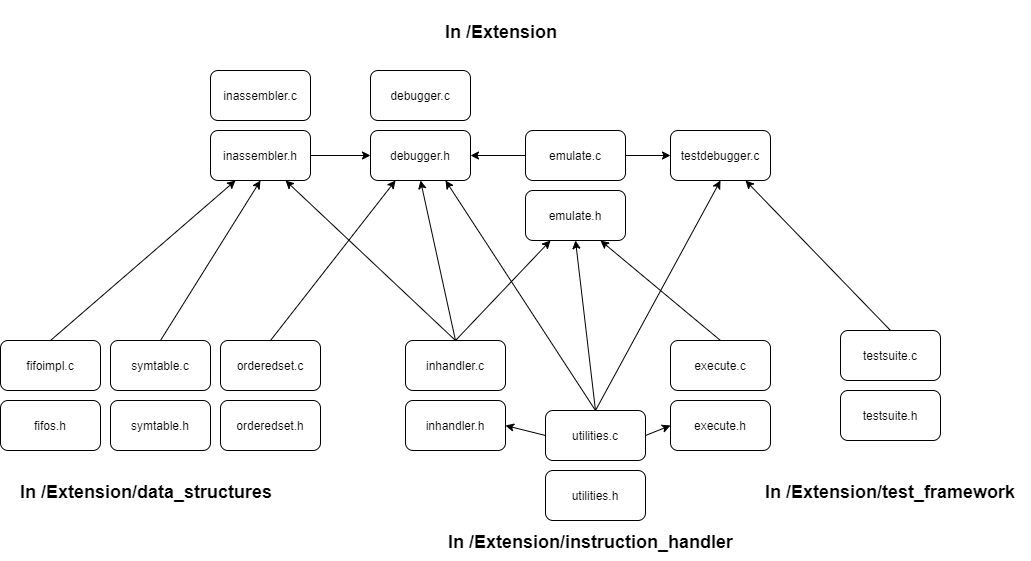 In /Extension
inassembler.c
debugger.c
inassembler.h
debugger.h
emulate.c
testdebugger.c
emulate.h
fifoimpl.c
symtable.c
orderedset.c
inhandler.c
execute.c
testsuite.c
fifos.h
symtable.h
orderedset.h
inhandler.h
utilities.c
execute.h
testsuite.h
utilities.h
In /Extension/data_structures
In /Extension/test_framework
In /Extension/instruction_handler